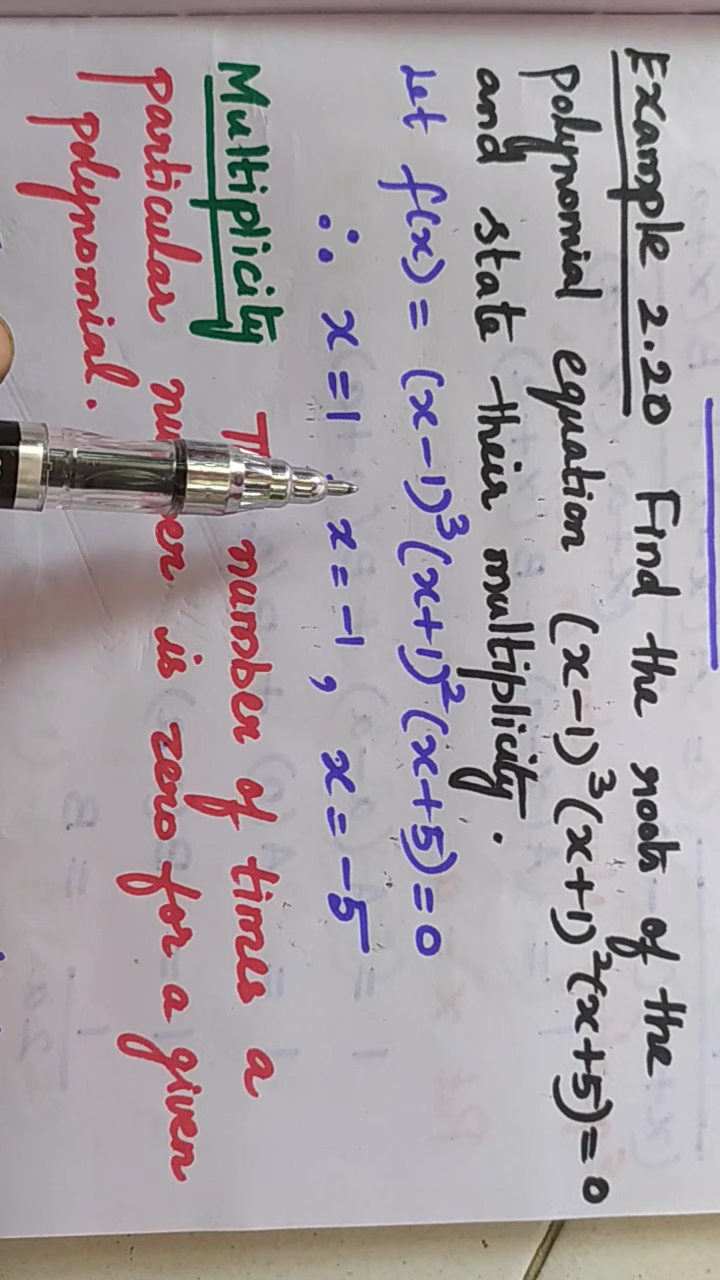 Example 2.20 Find the roots of the
polynomial equation (x-1)³(x+1)²(x+5)=0
and state their multiplicity.
Let f(x) = (x-1)³(x+1)²(x+5)=0
∴ x=1 x=-1, x=-5
Multiplicity number of times a
particular is zero for a given
polynomial.